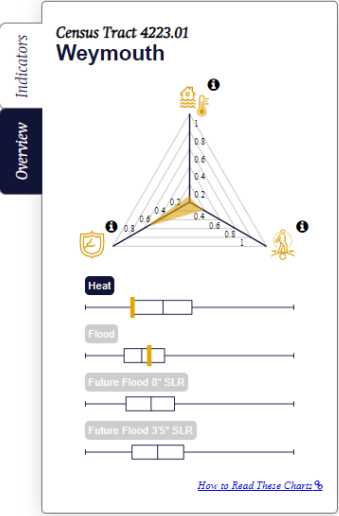 Indicators
Overview
Census Tract 4223.01
Weymouth
1
0.8
0.6
0.4
0.2
0.2
0.4
0.6
0.8
0.4
0.6
0.8
1
Heat
Flood
Future Flood 8" SLR
Future Flood 3'5" SLR
How to Read These Charts